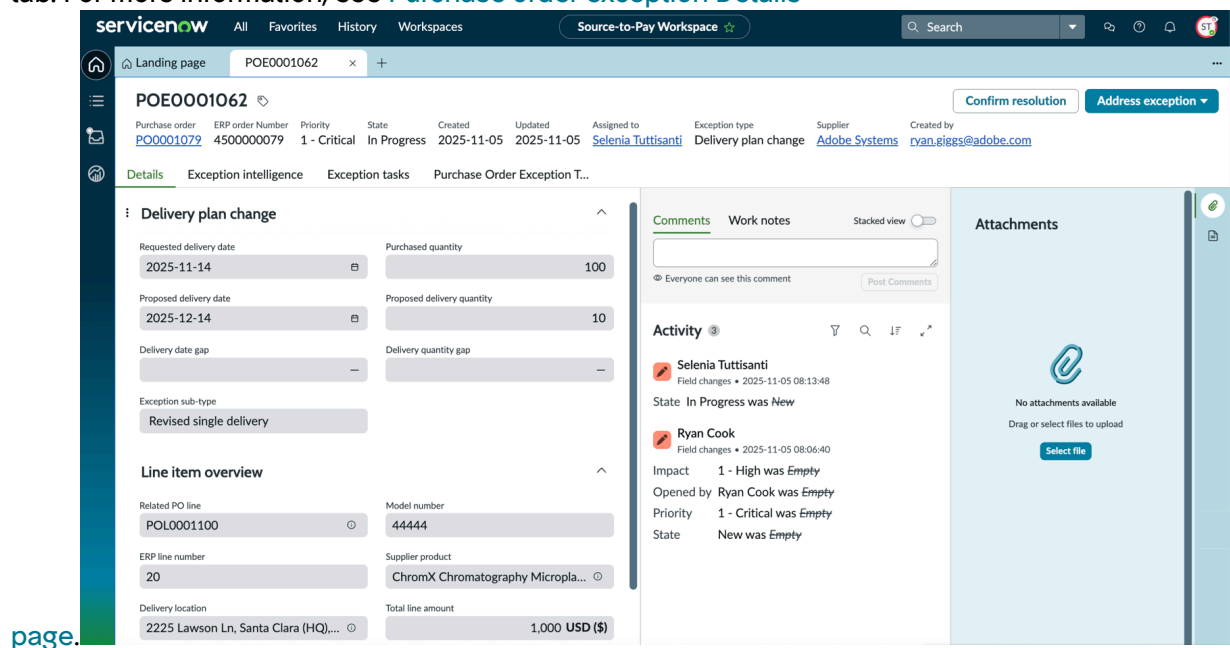 tab. For more information, see Purchase order exception Details
servicenow All Favorites History Workspaces Source-to-Pay Workspace Search ST
Landing page POE0001062 × +
POE0001062 Confirm resolution Address exception
Purchase order ERP order Number Priority State Created Updated Assigned to Exception type Supplier Created by
PO0001079 4500000079 1 - Critical In Progress 2025-11-05 2025-11-05 Selenia Tuttisanti Delivery plan change Adobe Systems ryan.giggs@adobe.com
Details Exception intelligence Exception tasks Purchase Order Exception T...
Delivery plan change
Requested delivery date Purchased quantity
2025-11-14 100
Proposed delivery date Proposed delivery quantity
2025-12-14 10
Delivery date gap Delivery quantity gap
— —
Exception sub-type
Revised single delivery
Line item overview
Related PO line Model number
POL0001100 44444
ERP line number Supplier product
20 ChromX Chromatography Micropla...
Delivery location Total line amount
2225 Lawson Ln, Santa Clara (HQ),... 1,000 USD ($)
Comments Work notes Stacked view
Everyone can see this comment Post Comments
Activity 3
Selenia Tuttisanti
Field changes • 2025-11-05 08:13:48
State In Progress was New
Ryan Cook
Field changes • 2025-11-05 08:06:40
Impact 1 - High was Empty
Opened by Ryan Cook was Empty
Priority 1 - Critical was Empty
State New was Empty
Attachments
No attachments available
Drag or select files to upload
Select file
page.